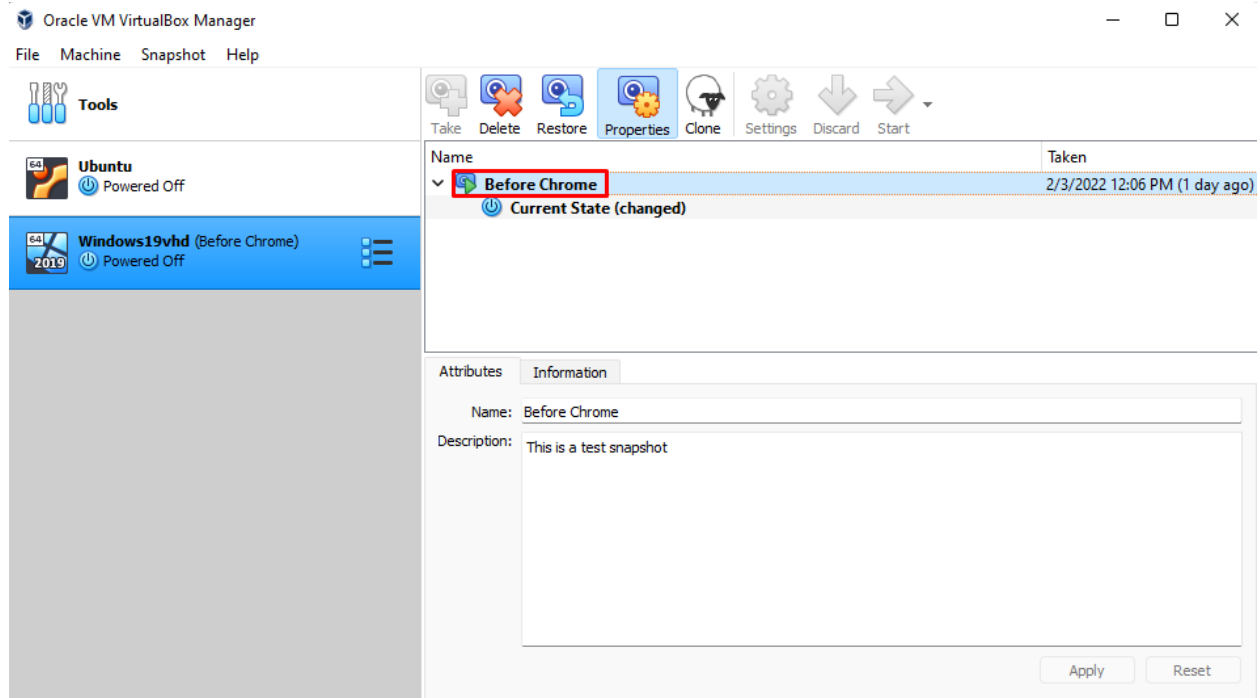 Oracle VM VirtualBox Manager
File Machine Snapshot Help
Tools
Take Delete Restore Properties Clone Settings Discard Start
Name Taken
Before Chrome 2/3/2022 12:06 PM (1 day ago)
Current State (changed)
64
Ubuntu
Powered Off
64
2019
Windows19vhd (Before Chrome)
Powered Off
Attributes Information
Name: Before Chrome
Description: This is a test snapshot
Apply Reset